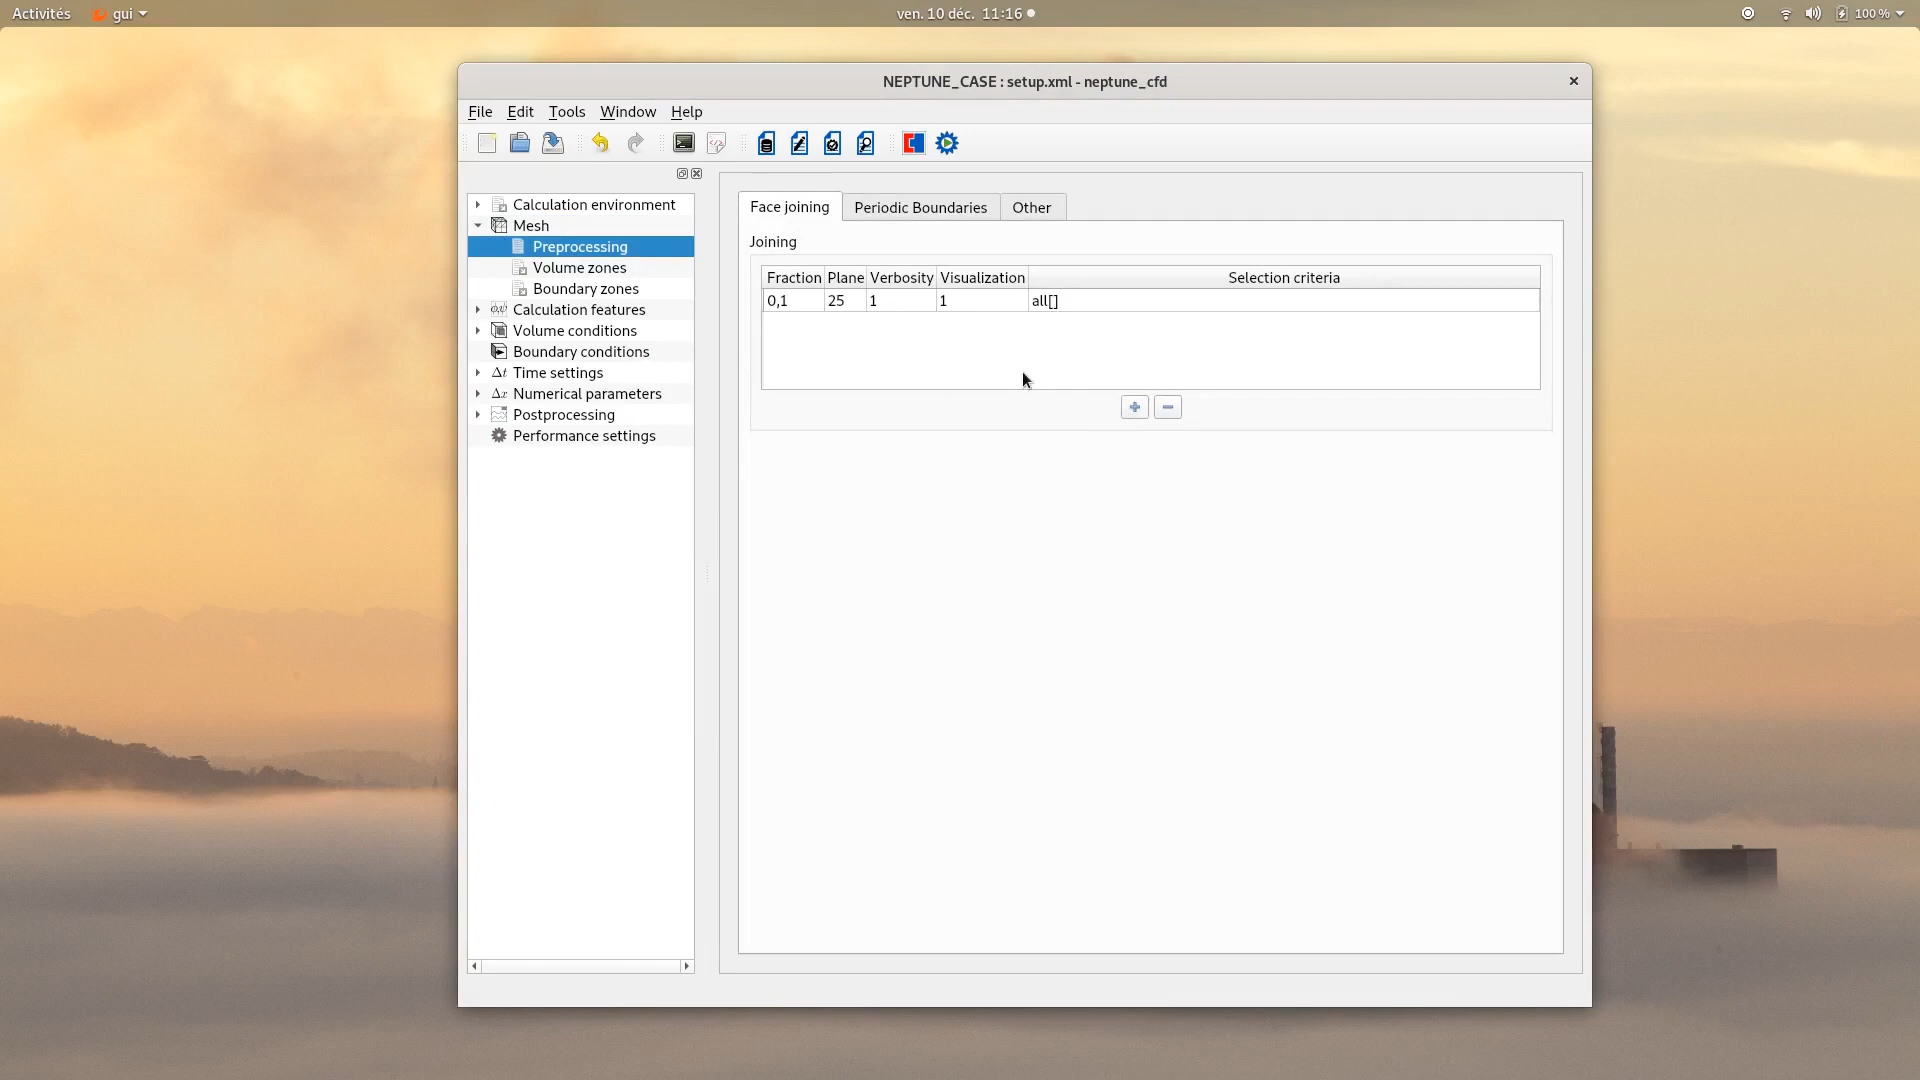 Activités gui ven. 10 déc. 11:16 100 %
NEPTUNE_CASE : setup.xml - neptune_cfd
File Edit Tools Window Help
Calculation environment
Mesh
Preprocessing
Volume zones
Boundary zones
Calculation features
Volume conditions
Boundary conditions
Δt Time settings
Δx Numerical parameters
Postprocessing
Performance settings
Face joining Periodic Boundaries Other
Joining
Fraction Plane Verbosity Visualization Selection criteria
0,1 25 1 1 all[]